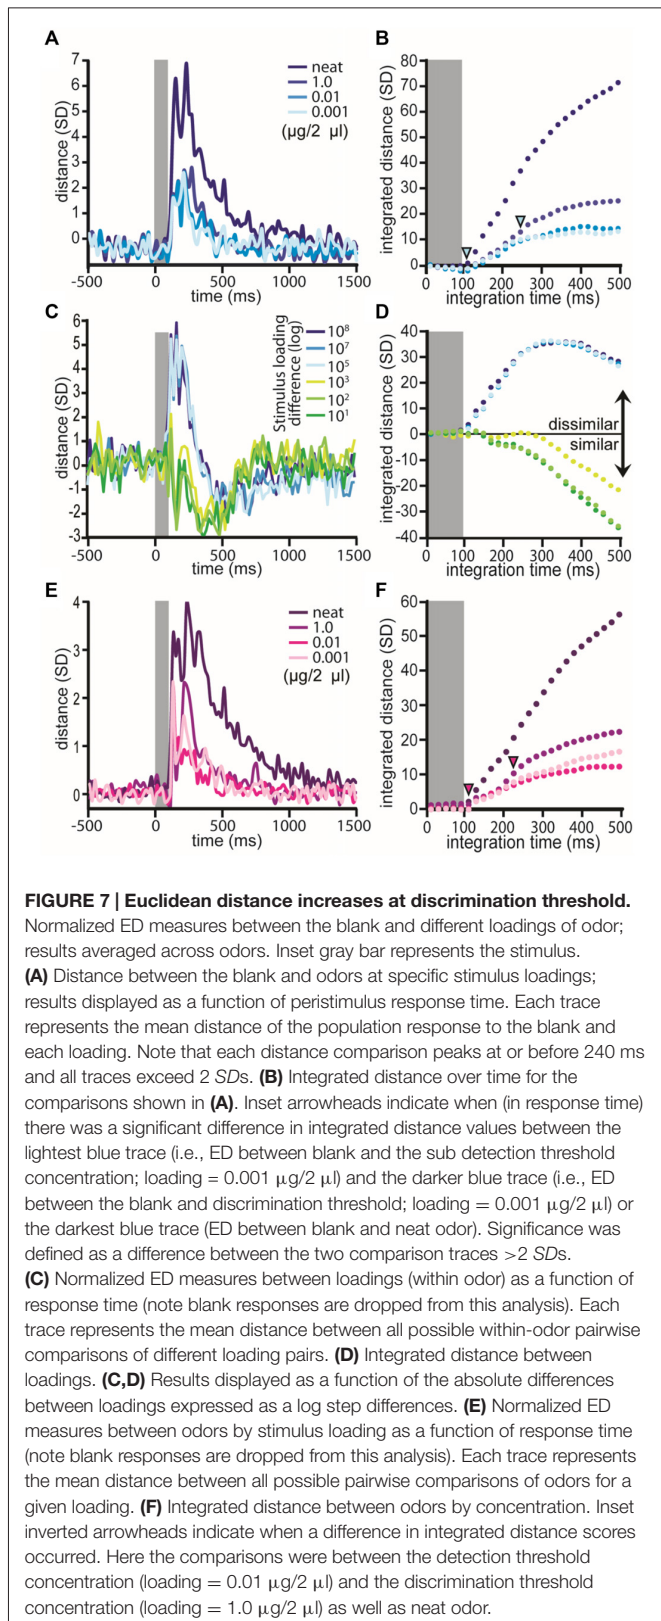 A
7
6
5
4
3
2
1
0
distance (SD)
neat
1.0
0.01
0.001
(μg/2 μl)
-500
0
500
1000
1500
time (ms)
B
80
70
60
50
40
30
20
10
0
integrated distance (SD)
0
100
200
300
400
500
integration time (ms)
C
6
5
4
3
2
1
0
-1
-2
-3
distance (SD)
Stimulus loading
difference (log)
10⁸
10⁷
10⁵
10³
10²
10¹
-500
0
500
1000
1500
time (ms)
D
40
30
20
10
0
-10
-20
-30
-40
integrated distance (SD)
dissimilar
similar
0
100
200
300
400
500
integration time (ms)
E
4
3
2
1
0
distance (SD)
neat
1.0
0.01
0.001
(μg/2 μl)
-500
0
500
1000
1500
time (ms)
F
60
50
40
30
20
10
0
integrated distance (SD)
0
100
200
300
400
500
integration time (ms)
FIGURE 7 | Euclidean distance increases at discrimination threshold.
Normalized ED measures between the blank and different loadings of odor;
results averaged across odors. Inset gray bar represents the stimulus.
(A) Distance between the blank and odors at specific stimulus loadings;
results displayed as a function of peristimulus response time. Each trace
represents the mean distance of the population response to the blank and
each loading. Note that each distance comparison peaks at or before 240 ms
and all traces exceed 2 SDs. (B) Integrated distance over time for the
comparisons shown in (A). Inset arrowheads indicate when (in response time)
there was a significant difference in integrated distance values between the
lightest blue trace (i.e., ED between blank and the sub detection threshold
concentration; loading = 0.001 μg/2 μl) and the darker blue trace (i.e., ED
between the blank and discrimination threshold; loading = 0.001 μg/2 μl) or
the darkest blue trace (ED between blank and neat odor). Significance was
defined as a difference between the two comparison traces >2 SDs.
(C) Normalized ED measures between loadings (within odor) as a function of
response time (note blank responses are dropped from this analysis). Each
trace represents the mean distance between all possible within-odor pairwise
comparisons of different loading pairs. (D) Integrated distance between
loadings. (C,D) Results displayed as a function of the absolute differences
between loadings expressed as a log step differences. (E) Normalized ED
measures between odors by stimulus loading as a function of response time
(note blank responses are dropped from this analysis). Each trace represents
the mean distance between all possible pairwise comparisons of odors for a
given loading. (F) Integrated distance between odors by concentration. Inset
inverted arrowheads indicate when a difference in integrated distance scores
occurred. Here the comparisons were between the detection threshold
concentration (loading = 0.01 μg/2 μl) and the discrimination threshold
concentration (loading = 1.0 μg/2 μl) as well as neat odor.